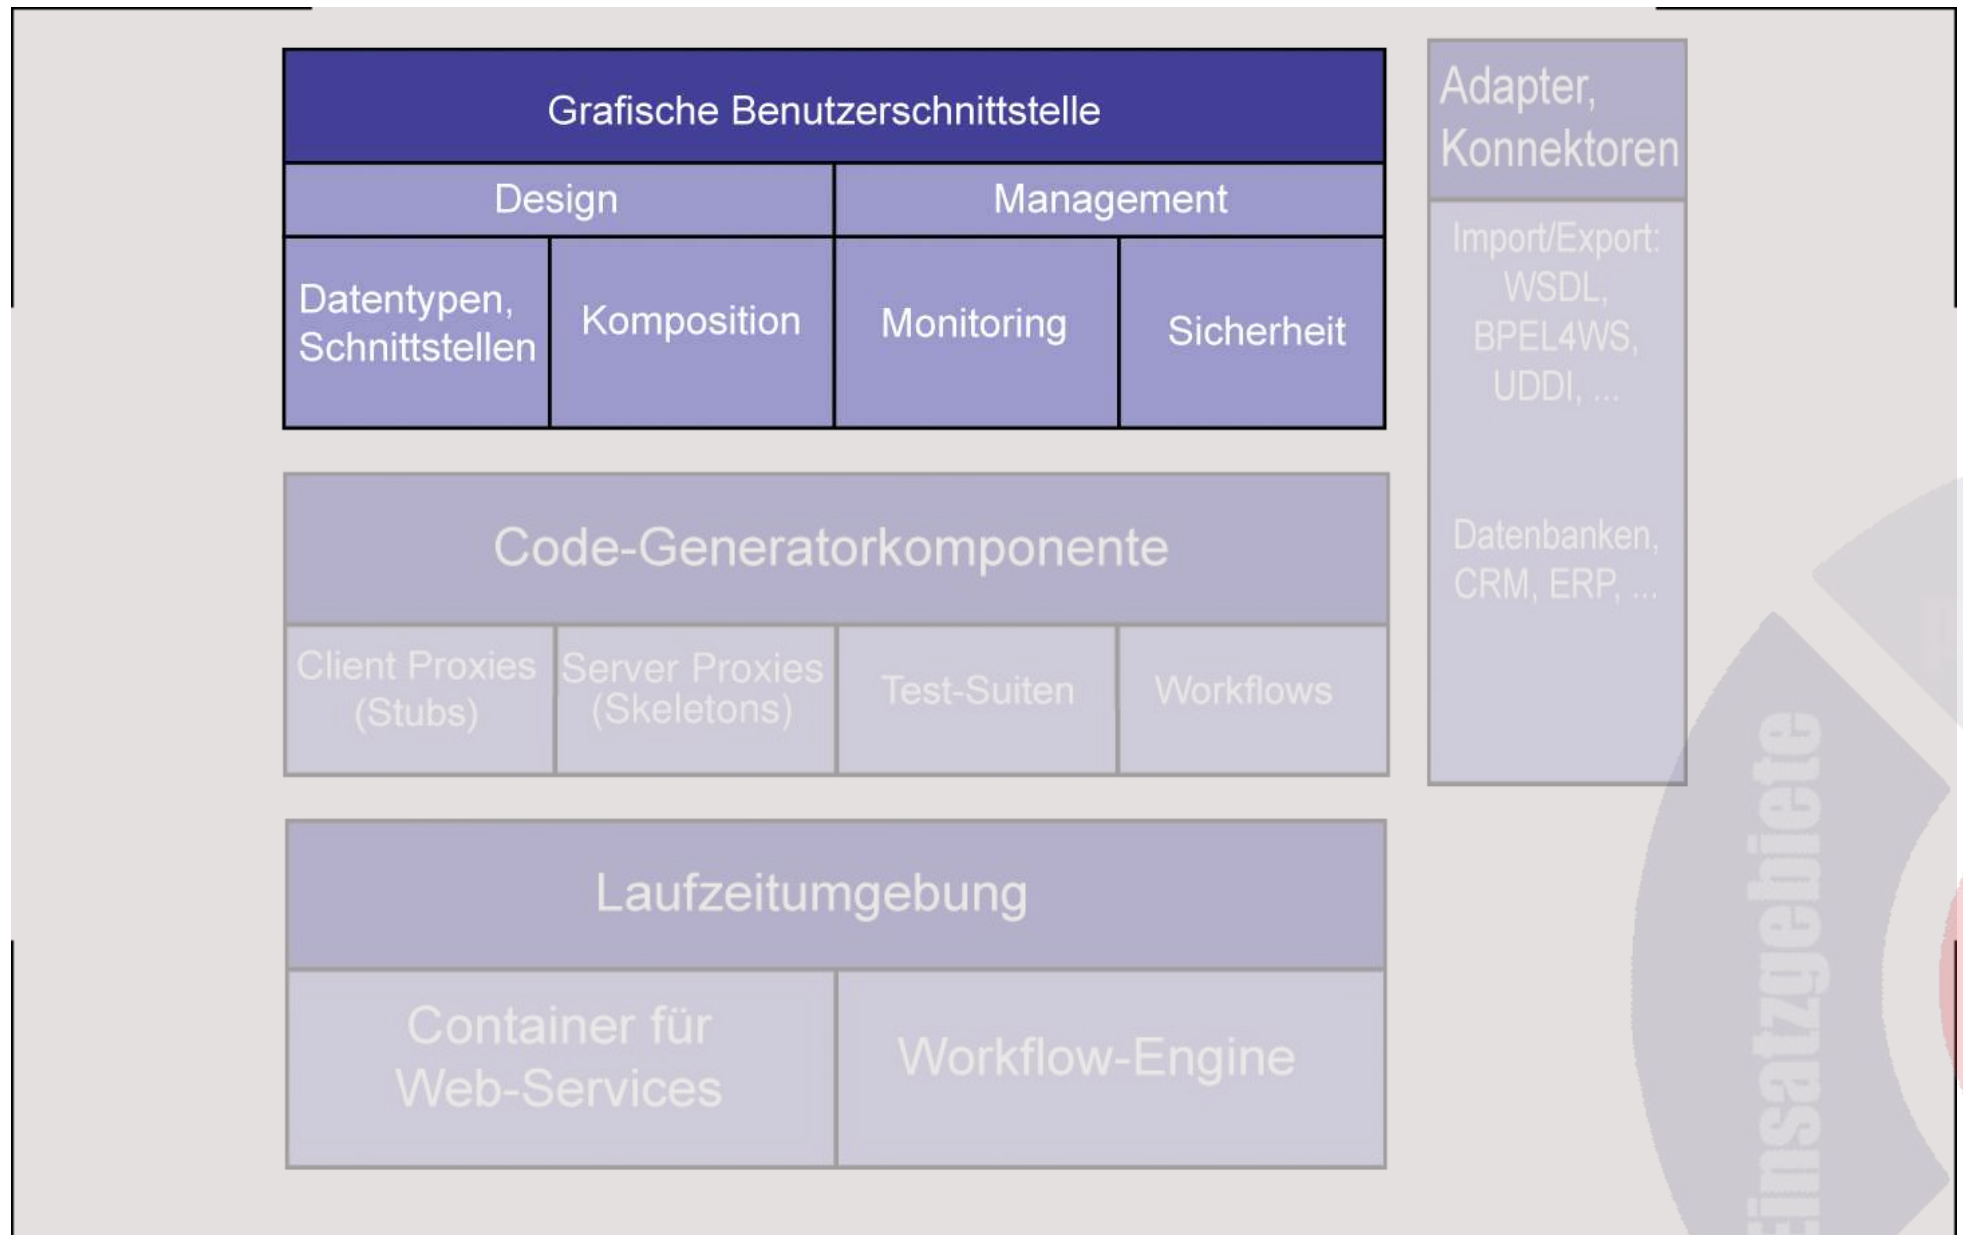 Grafische Benutzerschnittstelle
Design
Management
Datentypen,
Schnittstellen
Komposition
Monitoring
Sicherheit
Code-Generatorkomponente
Client Proxies
(Stubs)
Server Proxies
(Skeletons)
Test-Suiten
Workflows
Laufzeitumgebung
Container für
Web-Services
Workflow-Engine
Adapter,
Konnektoren
Import/Export:
WSDL,
BPEL4WS,
UDDI, ...
Datenbanken,
CRM, ERP, ...
Einsatzgebiete